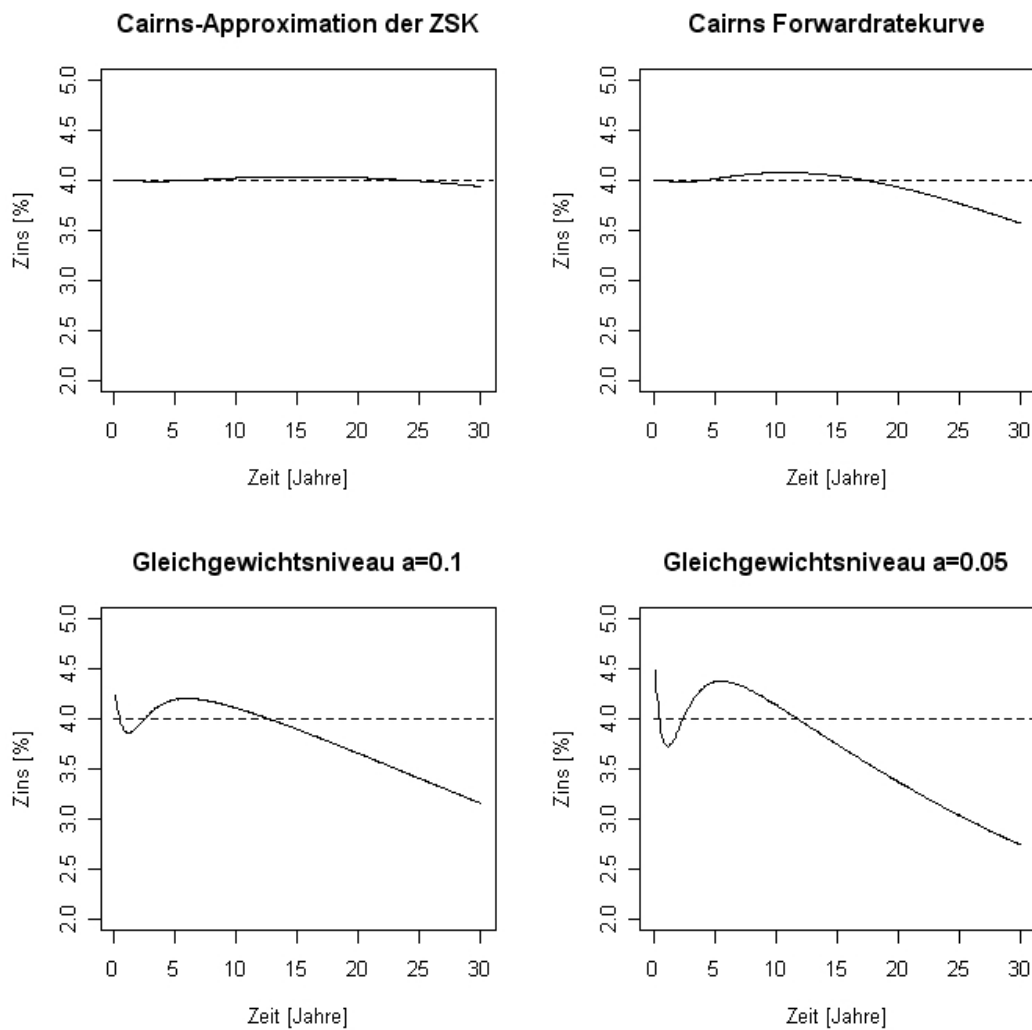 Cairns-Approximation der ZSK
Zins [%]
5.0
4.5
4.0
3.5
3.0
2.5
2.0
0 5 10 15 20 25 30
Zeit [Jahre]
Cairns Forwardratekurve
Zins [%]
5.0
4.5
4.0
3.5
3.0
2.5
2.0
0 5 10 15 20 25 30
Zeit [Jahre]
Gleichgewichtsniveau a=0.1
Zins [%]
5.0
4.5
4.0
3.5
3.0
2.5
2.0
0 5 10 15 20 25 30
Zeit [Jahre]
Gleichgewichtsniveau a=0.05
Zins [%]
5.0
4.5
4.0
3.5
3.0
2.5
2.0
0 5 10 15 20 25 30
Zeit [Jahre]